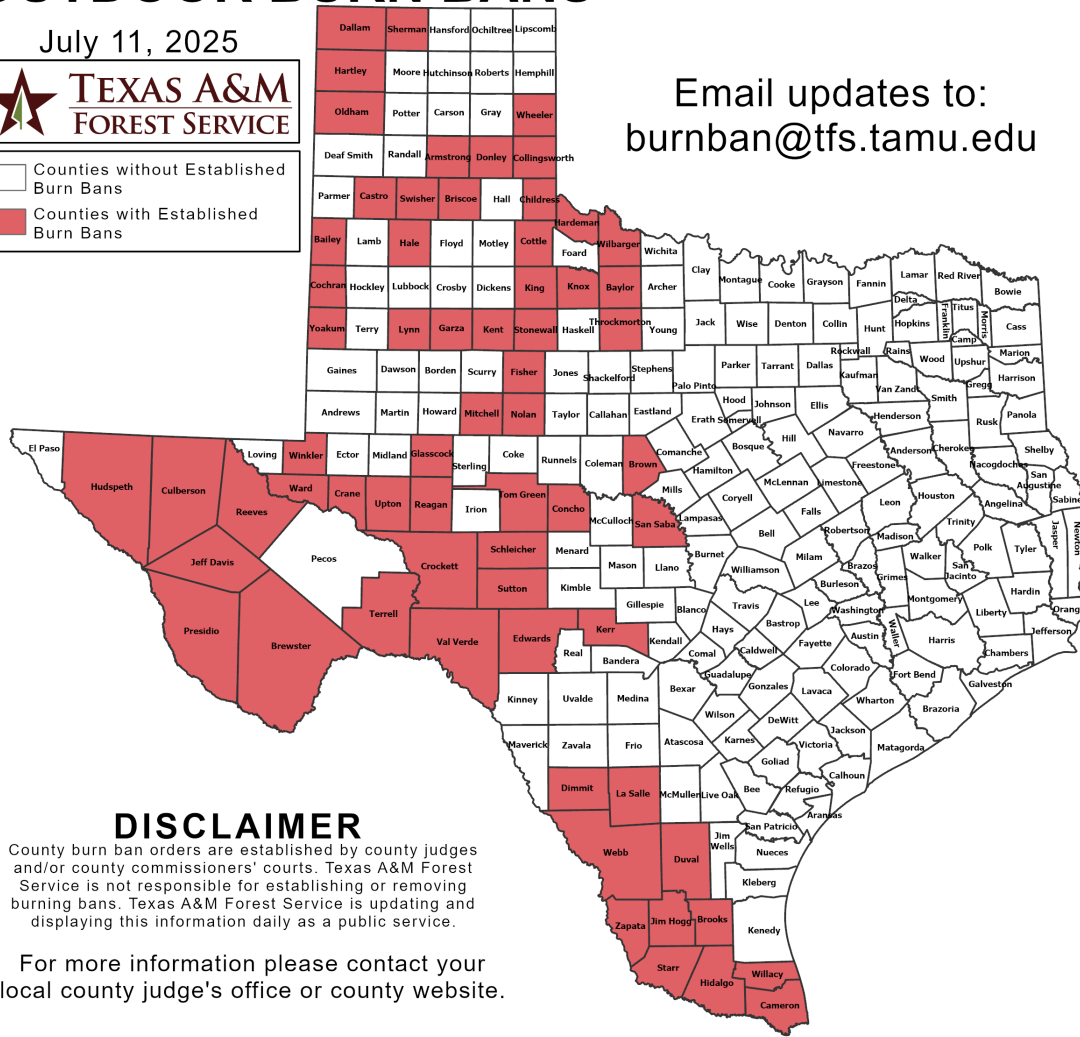 OUTDOOR BURN BANS
July 11, 2025
TEXAS A&M
FOREST SERVICE
Counties without Established
Burn Bans
Counties with Established
Burn Bans
Email updates to:
burnban@tfs.tamu.edu
Dallam Sherman Hansford Ochiltree Lipscomb
Hartley Moore Hutchinson Roberts Hemphill
Oldham Potter Carson Gray Wheeler
Deaf Smith Randall Armstrong Donley Collingsworth
Parmer Castro Swisher Briscoe Hall Childress
Hardeman
Bailey Lamb Hale Floyd Motley Cottle Foard Wilbarger Wichita
Clay Montague Cooke Grayson Fannin Lamar Red River Bowie
Cochran Hockley Lubbock Crosby Dickens King Knox Baylor Archer
Delta Titus Franklin Morris
Yoakum Terry Lynn Garza Kent Stonewall Haskell Throckmorton Young Jack Wise Denton Collin Hunt Hopkins Camp Cass
Gaines Dawson Borden Scurry Fisher Jones Shackelford Stephens Palo Pinto Parker Tarrant Dallas Rockwall Rains Wood Upshur Marion
Kaufman Van Zandt Smith Gregg Harrison
Andrews Martin Howard Mitchell Nolan Taylor Callahan Eastland Erath Hood Somervell Johnson Ellis Henderson Rusk Panola
El Paso Loving Winkler Ector Midland Glasscock Sterling Coke Runnels Coleman Brown Comanche Bosque Hill Navarro Anderson Cherokee Shelby
Hamilton McLennan Limestone Freestone Nacogdoches San
Augustine Sabine
Hudspeth Culberson Reeves Ward Crane Upton Reagan Irion Tom Green Concho McCulloch San Saba Mills Lampasas Coryell Falls Leon Houston Angelina
Trinity
Jeff Davis Pecos Crockett Schleicher Menard Mason Llano Burnet Bell Milam Robertson Madison Walker Polk Tyler Jasper Newton
San
Jacinto
Sutton Kimble Williamson Brazos Grimes
Burleson Montgomery Hardin
Presidio Brewster Terrell Val Verde Edwards Kerr Gillespie Blanco Travis Lee Washington Liberty Orang
Real Bandera Kendall Hays Bastrop Fayette Austin Waller Harris Jefferson
Comal Caldwell Colorado Chambers
Guadalupe Fort Bend Galveston
Kinney Uvalde Medina Bexar Gonzales Lavaca Wharton Brazoria
Wilson DeWitt Jackson
Maverick Zavala Frio Atascosa Karnes Victoria Matagorda
Goliad Calhoun
Dimmit La Salle McMullen Live Oak Bee Refugio
Aransas
San Patricio
Jim
Wells
Webb Duval Nueces
Kleberg
Zapata Jim Hogg Brooks Kenedy
Starr Hidalgo Willacy
Cameron
DISCLAIMER
County burn ban orders are established by county judges
and/or county commissioners' courts. Texas A&M Forest
Service is not responsible for establishing or removing
burning bans. Texas A&M Forest Service is updating and
displaying this information daily as a public service.
For more information please contact your
local county judge's office or county website.